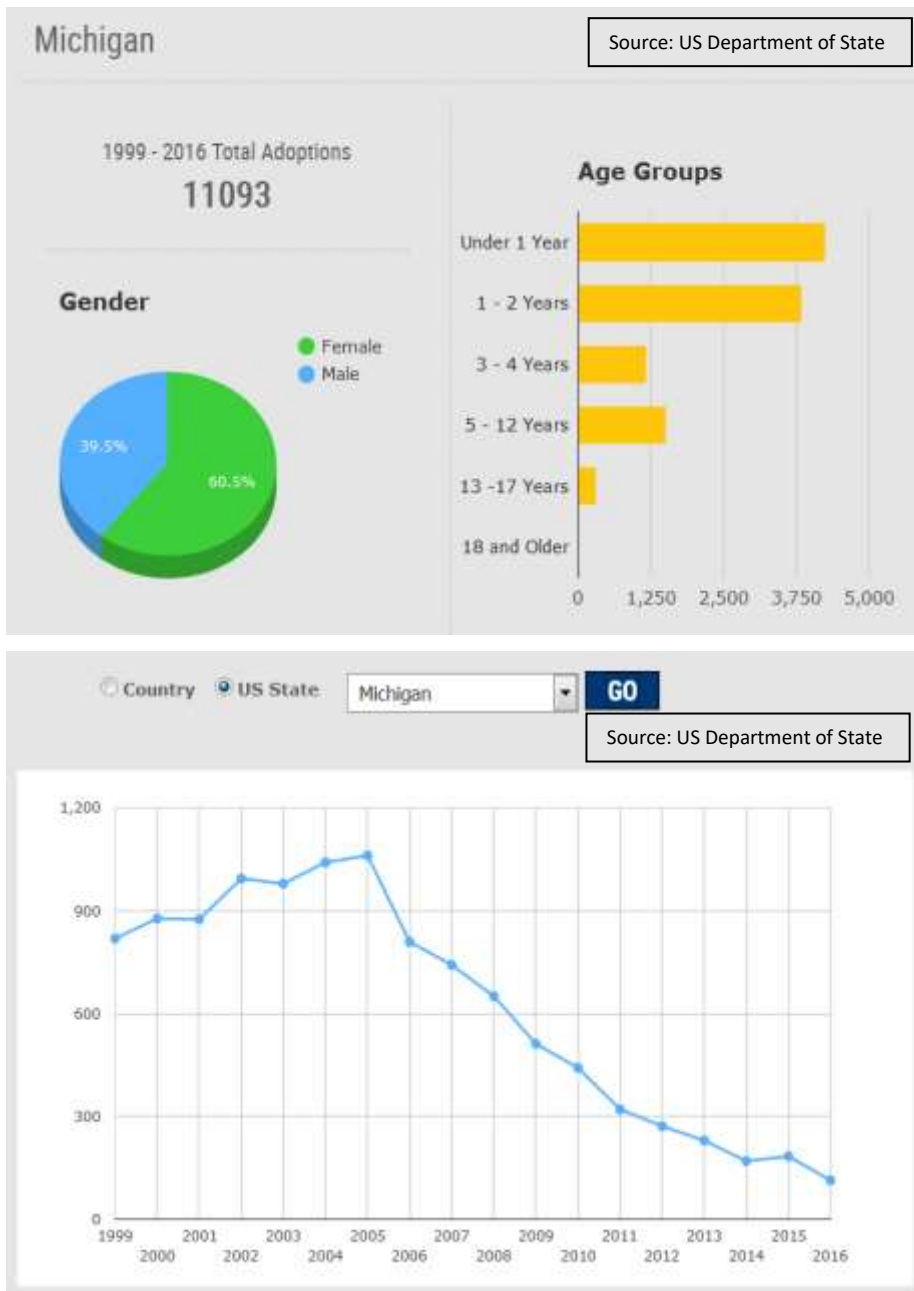 Michigan
Source: US Department of State
1999 - 2016 Total Adoptions
11093
Gender
Female
Male
39.5%
60.5%
Age Groups
Under 1 Year
1 - 2 Years
3 - 4 Years
5 - 12 Years
13 -17 Years
18 and Older
0 1,250 2,500 3,750 5,000
Country US State Michigan GO
Source: US Department of State
1,200
900
600
300
0
1999 2001 2003 2005 2007 2009 2011 2013 2015
2000 2002 2004 2006 2008 2010 2012 2014 2016